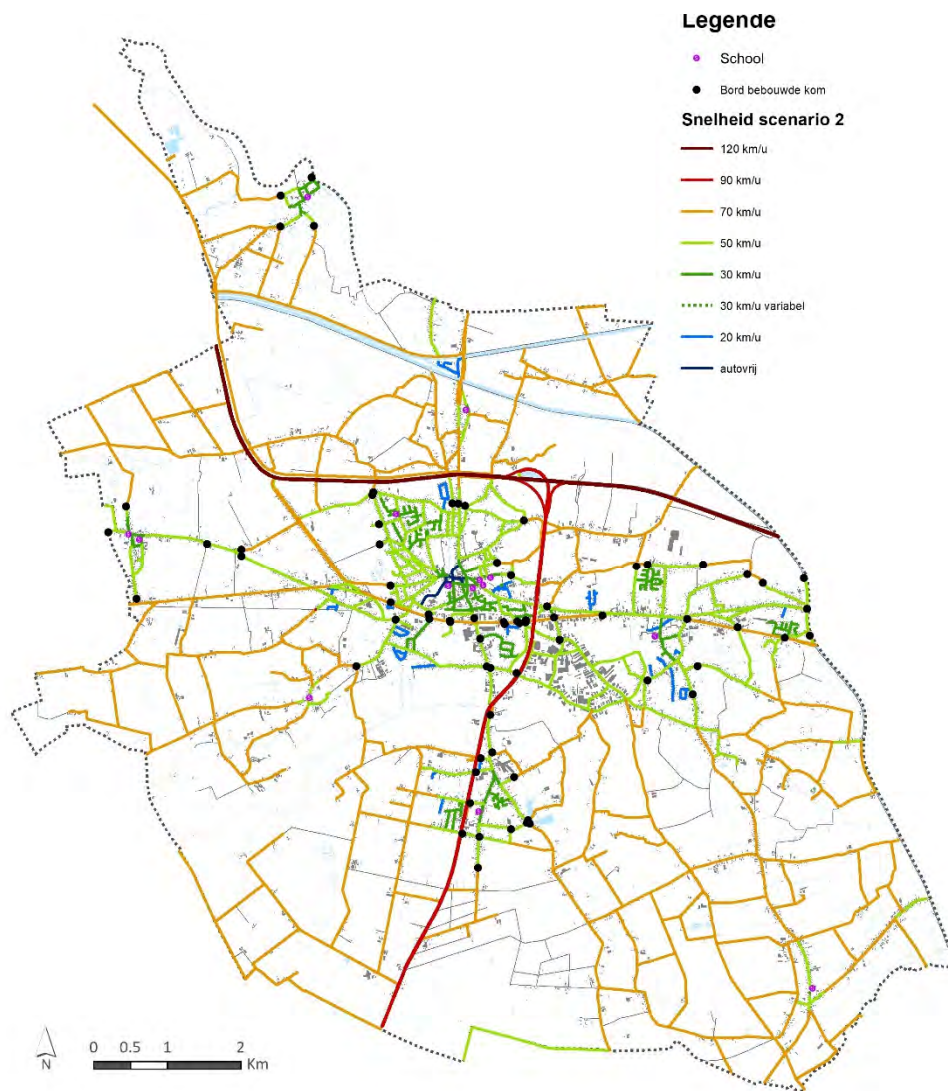 Legende
School
Bord bebouwde kom
Snelheid scenario 2
120 km/u
90 km/u
70 km/u
50 km/u
30 km/u
30 km/u variabel
20 km/u
autovrij
N
0 0.5 1 2
Km